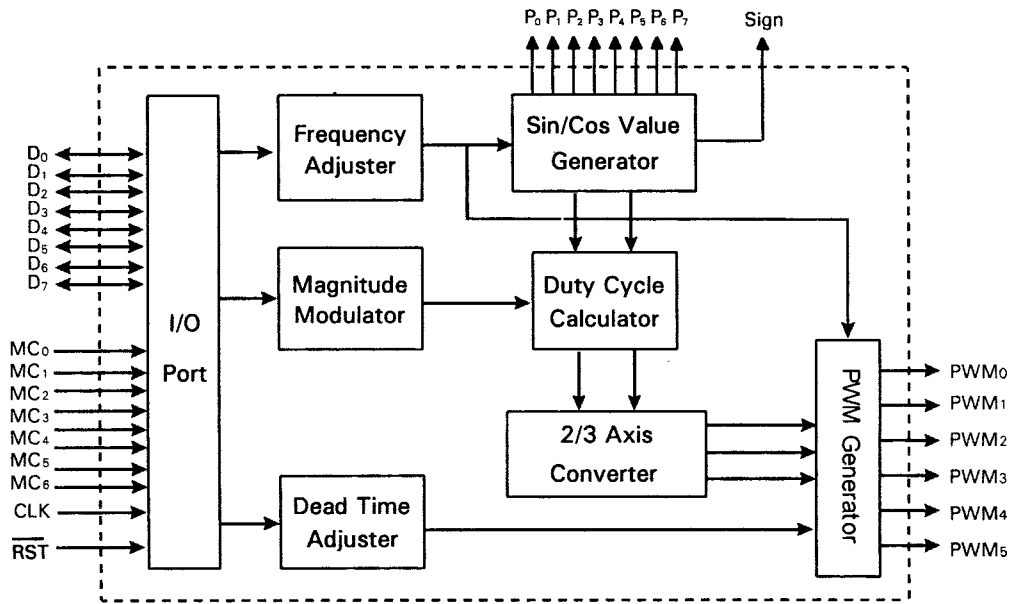 P₀ P₁ P₂ P₃ P₄ P₅ P₆ P₇
Sign
Frequency
Adjuster
Sin/Cos Value
Generator
D₀
D₁
D₂
D₃
D₄
D₅
D₆
D₇
Magnitude
Modulator
Duty Cycle
Calculator
I/O
Port
MC₀
MC₁
MC₂
MC₃
MC₄
MC₅
MC₆
CLK
RST
2/3 Axis
Converter
Dead Time
Adjuster
PWM Generator
PWM₀
PWM₁
PWM₂
PWM₃
PWM₄
PWM₅